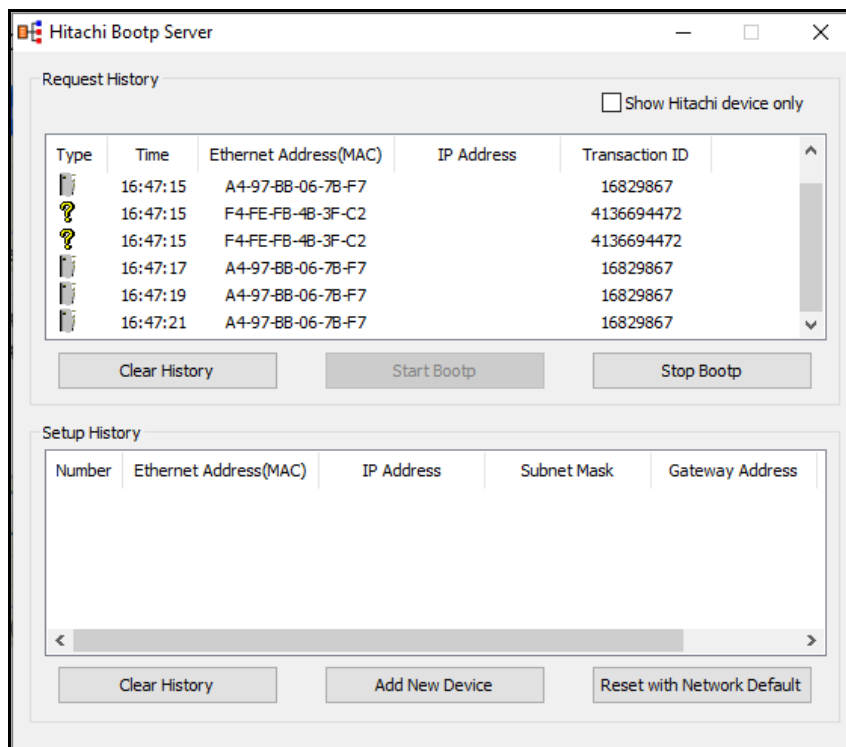 Hitachi Bootp Server
Request History
Show Hitachi device only
Type Time Ethernet Address(MAC) IP Address Transaction ID
16:47:15 A4-97-BB-06-7B-F7 16829867
16:47:15 F4-FE-FB-4B-3F-C2 4136694472
16:47:15 F4-FE-FB-4B-3F-C2 4136694472
16:47:17 A4-97-BB-06-7B-F7 16829867
16:47:19 A4-97-BB-06-7B-F7 16829867
16:47:21 A4-97-BB-06-7B-F7 16829867
Clear History Start Bootp Stop Bootp
Setup History
Number Ethernet Address(MAC) IP Address Subnet Mask Gateway Address
Clear History Add New Device Reset with Network Default